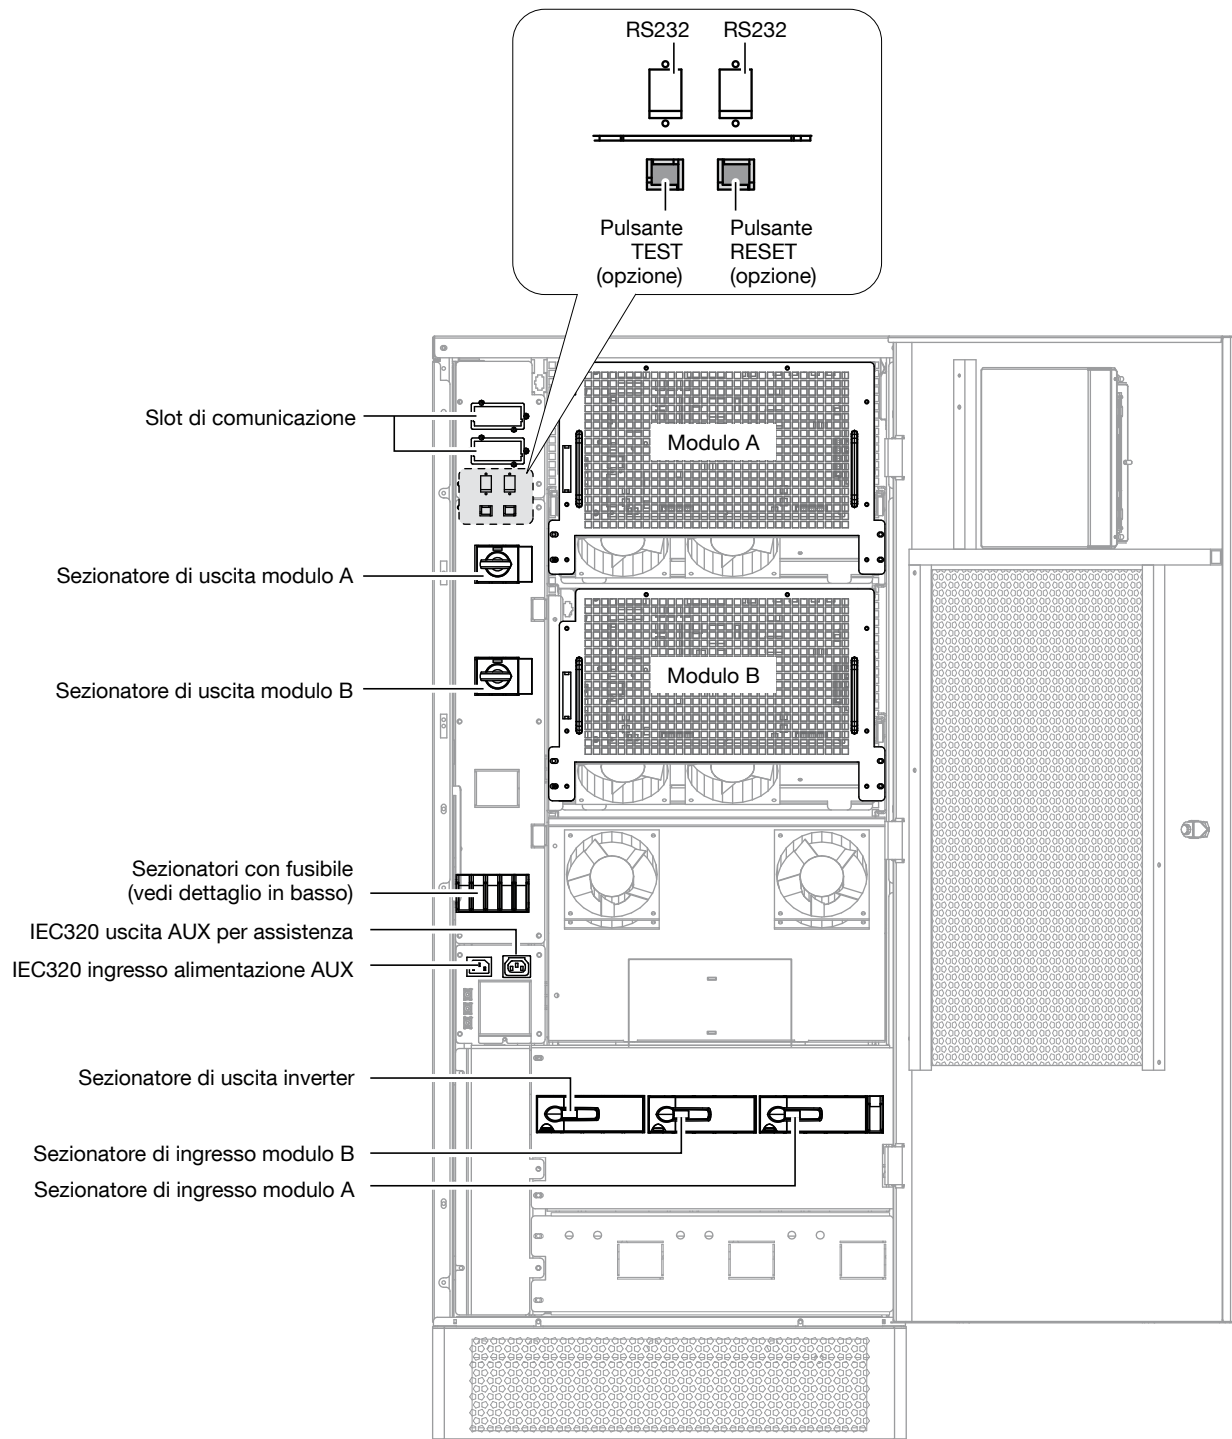 RS232 RS232
Pulsante
TEST
(opzione)
Pulsante
RESET
(opzione)
Slot di comunicazione
Modulo A
Sezionatore di uscita modulo A
Modulo B
Sezionatore di uscita modulo B
Sezionatori con fusibile
(vedi dettaglio in basso)
IEC320 uscita AUX per assistenza
IEC320 ingresso alimentazione AUX
Sezionatore di uscita inverter
Sezionatore di ingresso modulo B
Sezionatore di ingresso modulo A